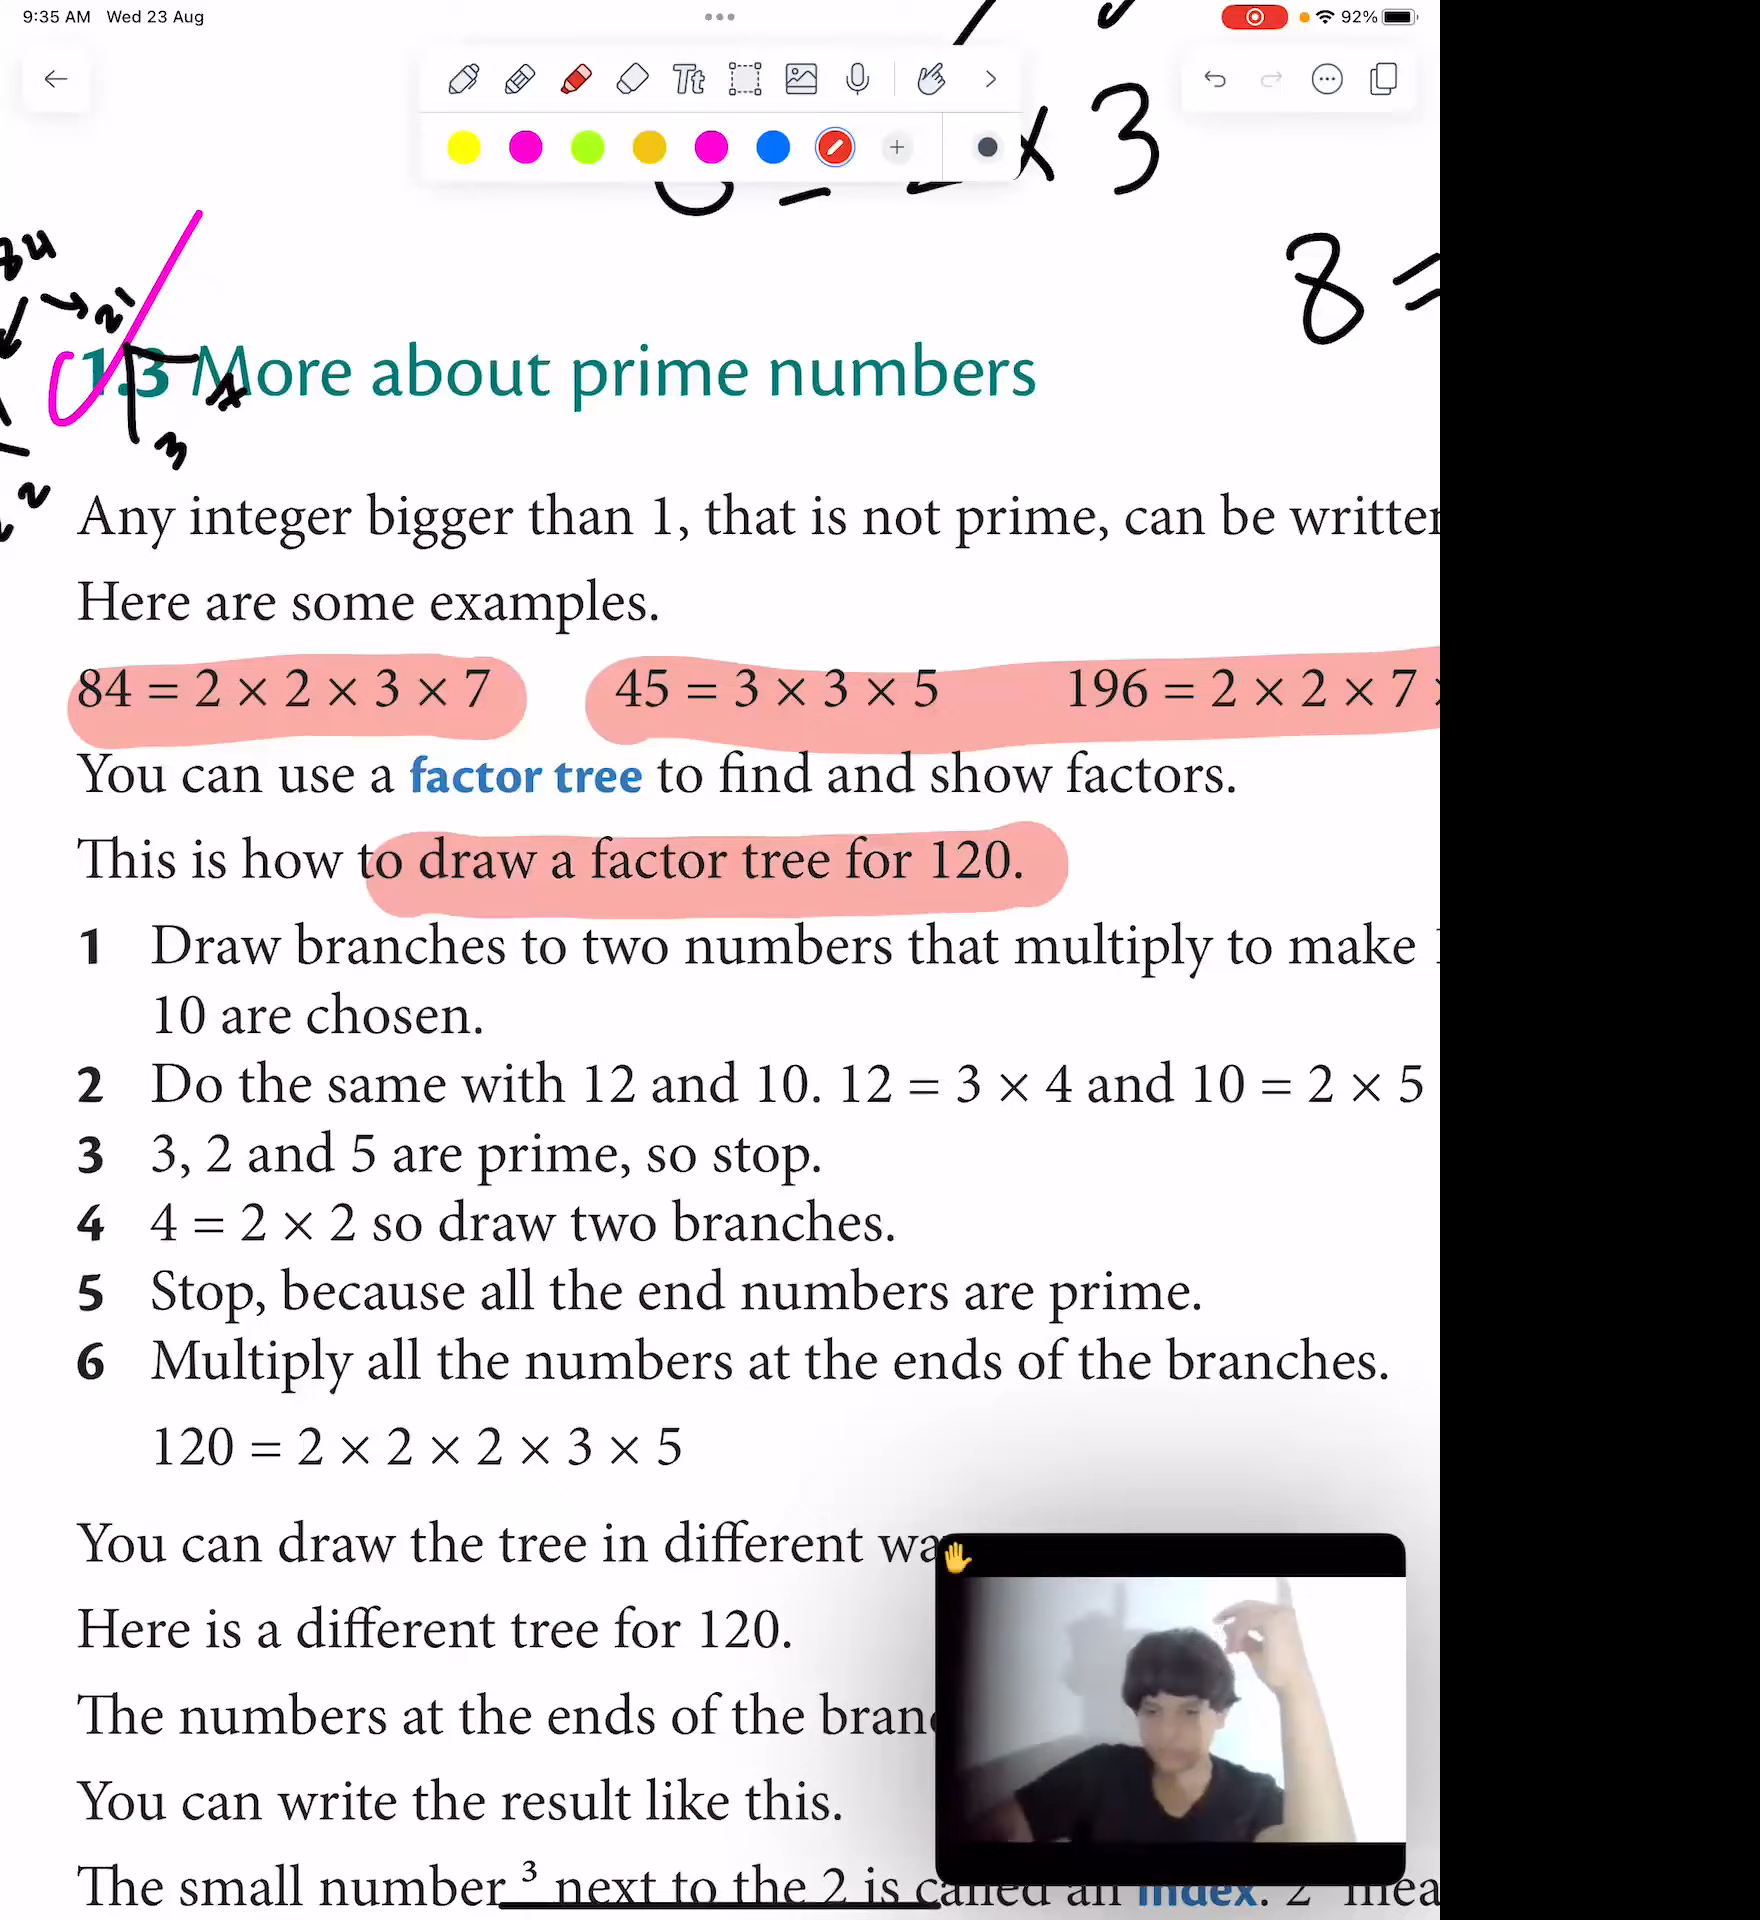 9:35 AM Wed 23 Aug 92%
Tt
× 3
8 =
84
21
1.3 More about prime numbers
3
2
Any integer bigger than 1, that is not prime, can be written
Here are some examples.
84 = 2 × 2 × 3 × 7 45 = 3 × 3 × 5 196 = 2 × 2 × 7
You can use a factor tree to find and show factors.
This is how to draw a factor tree for 120.
1 Draw branches to two numbers that multiply to make
10 are chosen.
2 Do the same with 12 and 10. 12 = 3 × 4 and 10 = 2 × 5
3 3, 2 and 5 are prime, so stop.
4 4 = 2 × 2 so draw two branches.
5 Stop, because all the end numbers are prime.
6 Multiply all the numbers at the ends of the branches.
120 = 2 × 2 × 2 × 3 × 5
You can draw the tree in different
Here is a different tree for 120.
The numbers at the ends of the
You can write the result like this.
The small number ³ next to the 2 is called an index. 2